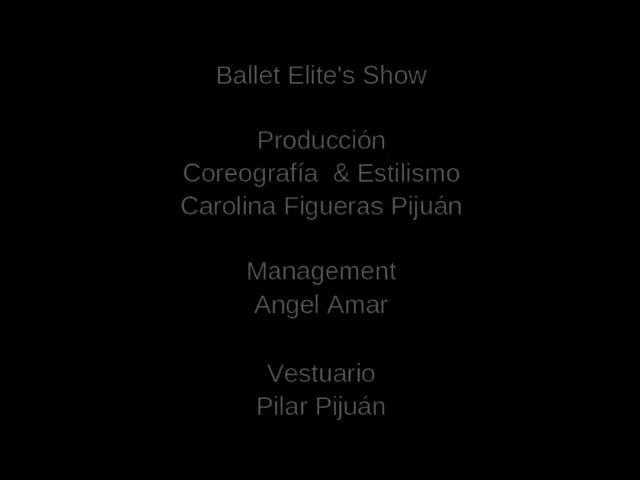 Ballet Elite's Show
Producción
Coreografía & Estilismo
Carolina Figueras Pijuán
Management
Angel Amar
Vestuario
Pilar Pijuán